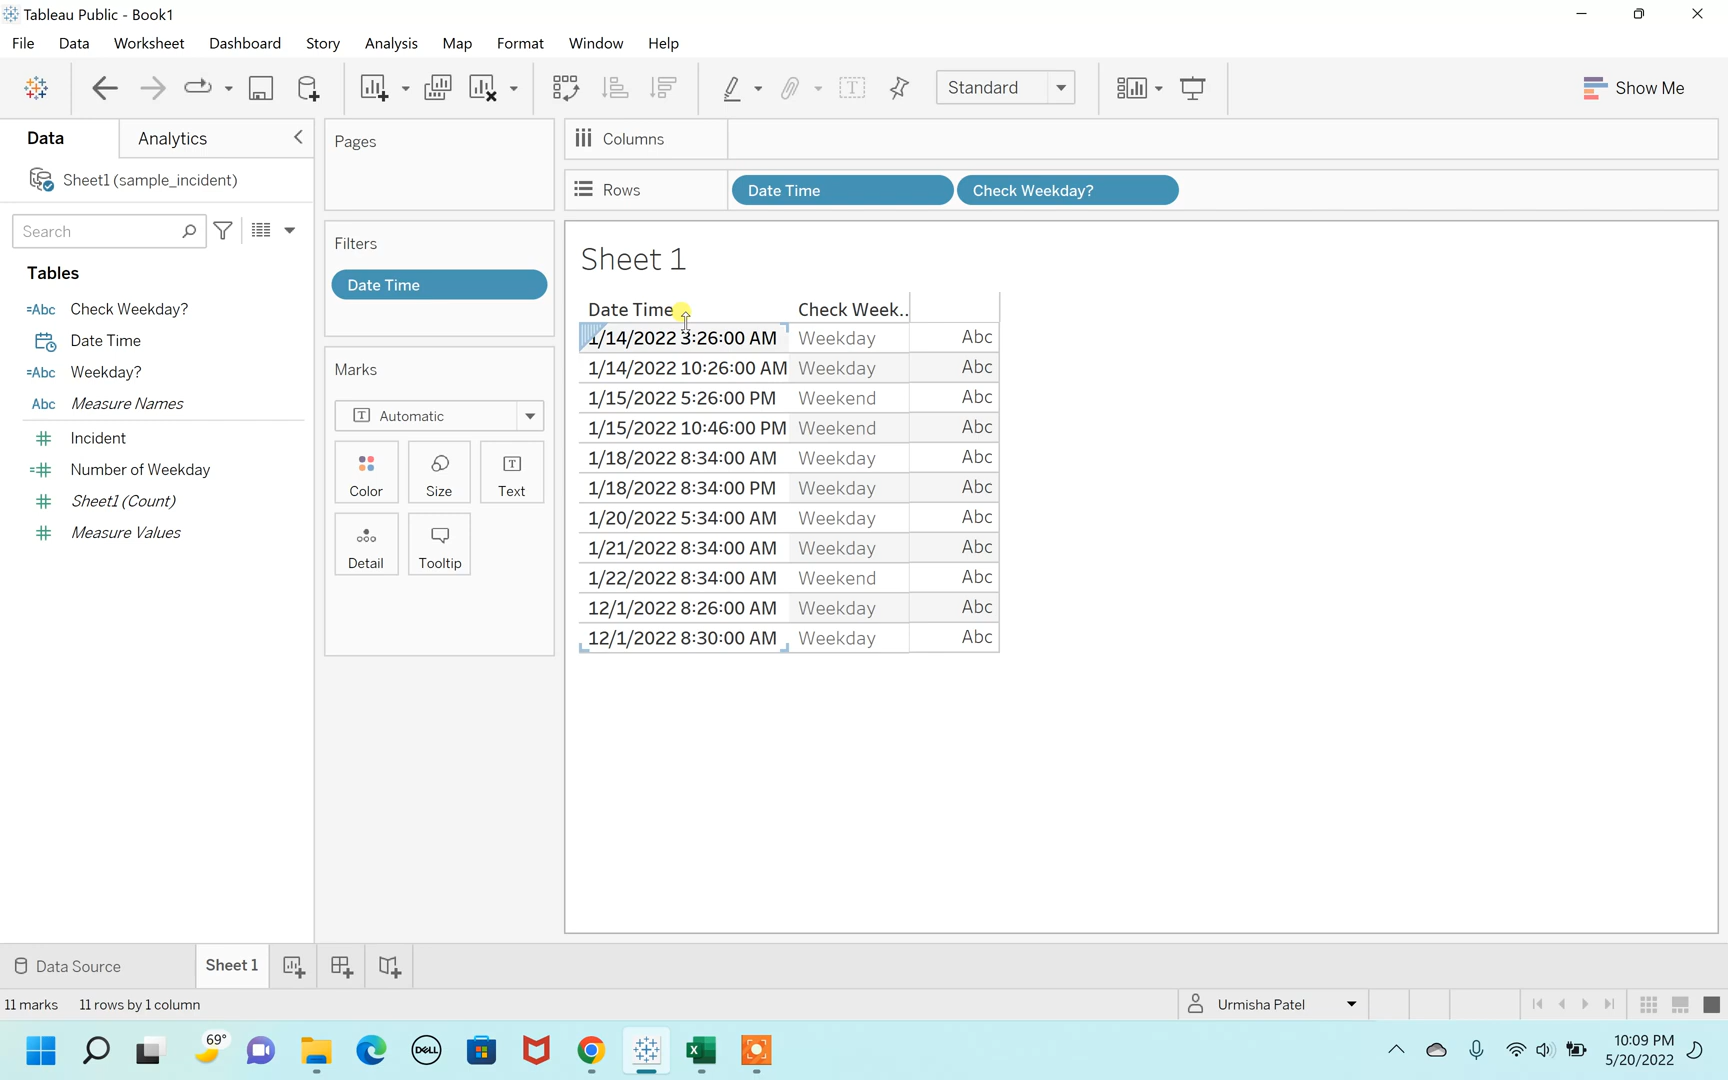 Tableau Public - Book1
File Data Worksheet Dashboard Story Analysis Map Format Window Help
Standard
Show Me
Data Analytics
Sheet1 (sample_incident)
Search
Tables
=Abc Check Weekday?
Date Time
=Abc Weekday?
Abc Measure Names
Incident
Number of Weekday
Sheet1 (Count)
Measure Values
Pages
Filters
Date Time
Marks
Automatic
Color Size Text
Detail Tooltip
Columns
Rows Date Time Check Weekday?
Sheet 1
Date Time Check Week..
1/14/2022 3:26:00 AM Weekday Abc
1/14/2022 10:26:00 AM Weekday Abc
1/15/2022 5:26:00 PM Weekend Abc
1/15/2022 10:46:00 PM Weekend Abc
1/18/2022 8:34:00 AM Weekday Abc
1/18/2022 8:34:00 PM Weekday Abc
1/20/2022 5:34:00 AM Weekday Abc
1/21/2022 8:34:00 AM Weekday Abc
1/22/2022 8:34:00 AM Weekend Abc
12/1/2022 8:26:00 AM Weekday Abc
12/1/2022 8:30:00 AM Weekday Abc
Data Source Sheet 1
11 marks 11 rows by 1 column
Urmisha Patel
69°
DELL
10:09 PM
5/20/2022